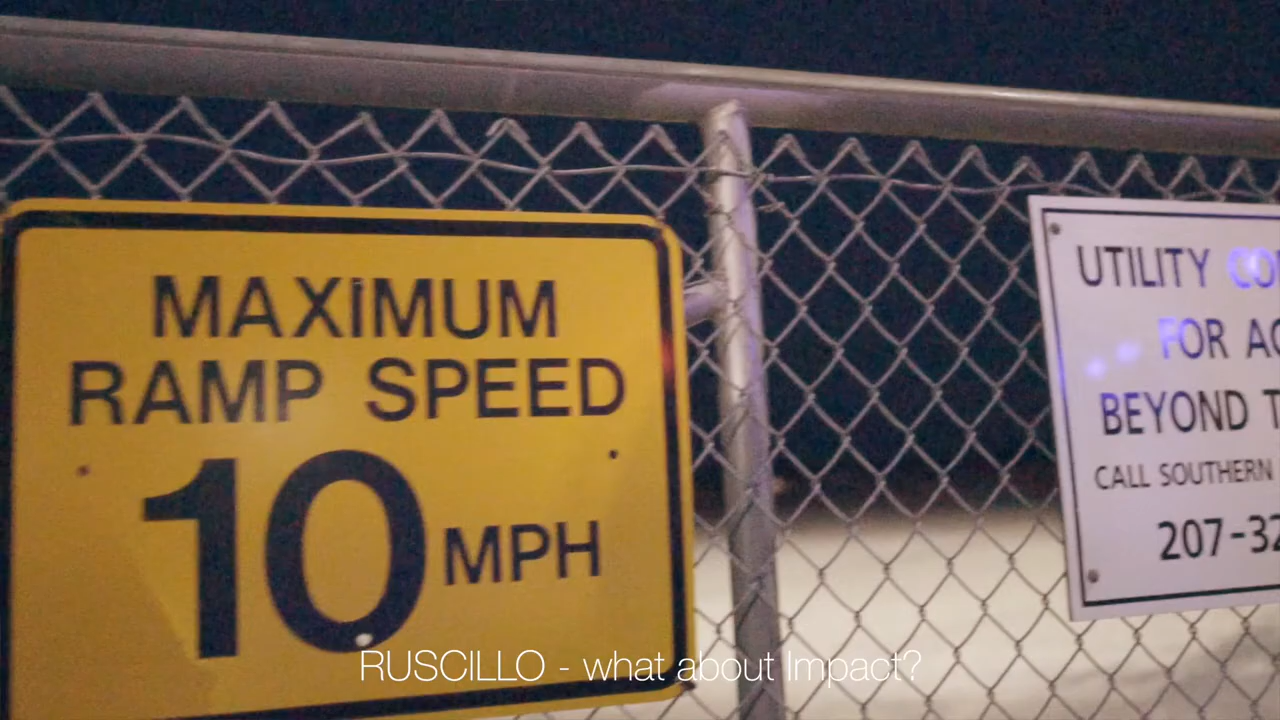 MAXIMUM
RAMP SPEED
10 MPH
UTILITY
FOR
BEYOND
CALL SOUTHERN
207-32
RUSCILLO - what about Impact?